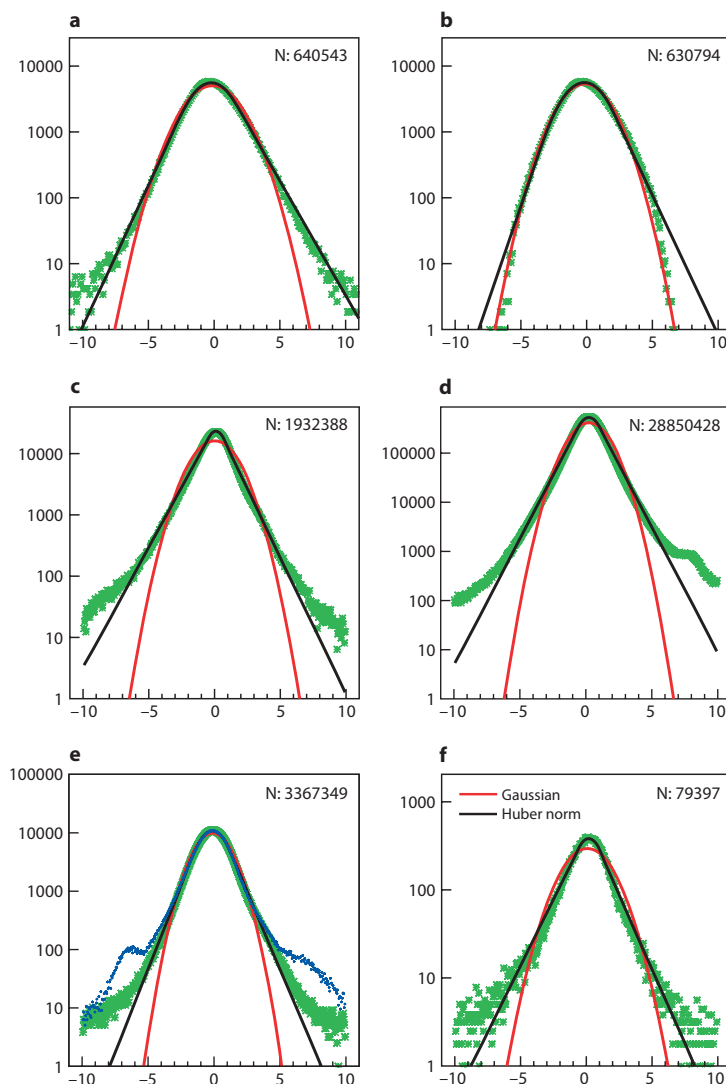 a
N: 640543
10000
1000
100
10
1
−10 −5 0 5 10
b
N: 630794
10000
1000
100
10
1
−10 −5 0 5 10
c
N: 1932388
10000
1000
100
10
1
−10 −5 0 5 10
d
N: 28850428
100000
10000
1000
100
10
1
−10 −5 0 5 10
e
N: 3367349
100000
10000
1000
100
10
1
−10 −5 0 5 10
f
N: 79397
Gaussian
Huber norm
1000
100
10
1
−10 −5 0 5 10